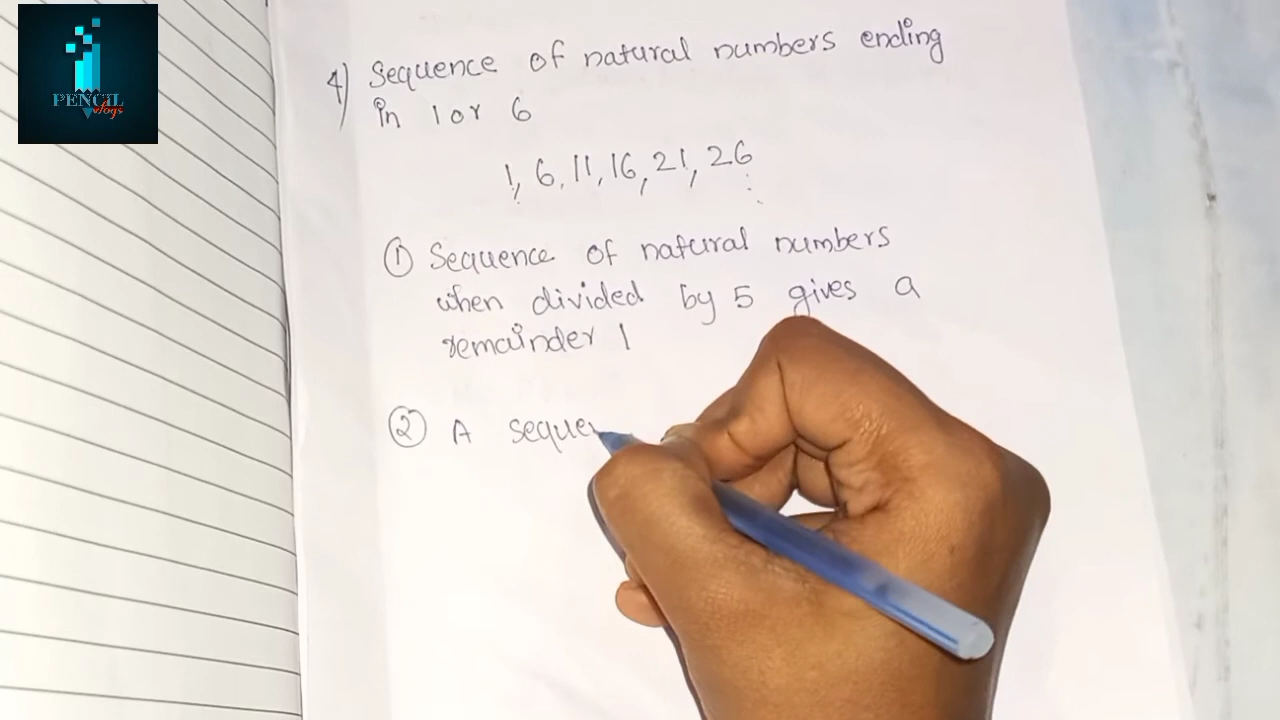 PENCIL
vlogs
4) Sequence of natural numbers ending
in 1 or 6
1, 6, 11, 16, 21, 26
① Sequence of natural numbers
when divided by 5 gives a
remainder 1
② A seque